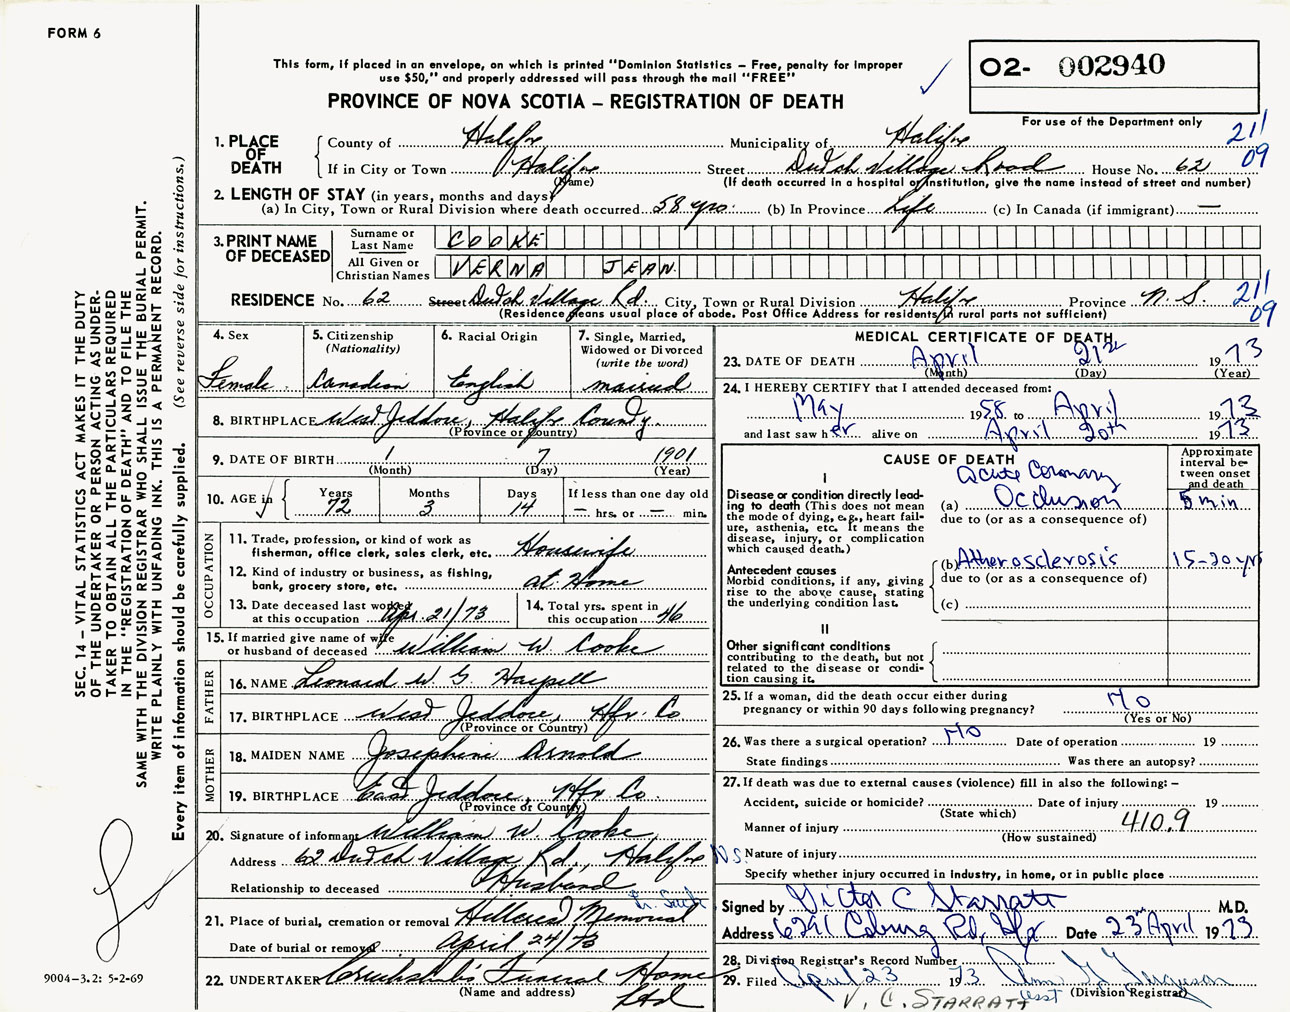 FORM 6
This form, if placed in an envelope, on which is printed "Dominion Statistics – Free, penalty for improper
use $50," and properly addressed will pass through the mail "FREE"
PROVINCE OF NOVA SCOTIA – REGISTRATION OF DEATH
O2- 002940
For use of the Department only
211
09
1. PLACE OF DEATH
County of Halifx Municipality of Halifx
If in City or Town Halifx Street Dutch Village Road House No. 62
(Name) (If death occurred in a hospital or institution, give the name instead of street and number)
2. LENGTH OF STAY (in years, months and days)
(a) In City, Town or Rural Division where death occurred 58 yrs. (b) In Province Life (c) In Canada (if immigrant) —
3. PRINT NAME OF DECEASED
Surname or Last Name COOKE
All Given or Christian Names VERNA JEAN.
RESIDENCE No. 62 Street Dutch Village Rd. City, Town or Rural Division Halifx Province N.S. 211
09
(Residence means usual place of abode. Post Office Address for residents in rural parts not sufficient)
4. Sex
Female
5. Citizenship
(Nationality)
Canadian
6. Racial Origin
English
7. Single, Married,
Widowed or Divorced
(write the word)
married
8. BIRTHPLACE West Jeddore, Halifx County.
(Province or Country)
9. DATE OF BIRTH 1 7 1901
(Month) (Day) (Year)
10. AGE in
Years 72
Months 3
Days 14
If less than one day old
— hrs. or — min.
OCCUPATION
11. Trade, profession, or kind of work as
fisherman, office clerk, sales clerk, etc. Housewife
12. Kind of industry or business, as fishing,
bank, grocery store, etc. at Home
13. Date deceased last worked
at this occupation Apr. 21/73
14. Total yrs. spent in
this occupation 46
15. If married give name of wife
or husband of deceased William W. Cooke
FATHER
16. NAME Leonard W. G. Harpell
17. BIRTHPLACE West Jeddore, Hfx Co
(Province or Country)
MOTHER
18. MAIDEN NAME Josephine Arnold
19. BIRTHPLACE East Jeddore, Hfx Co.
(Province or Country)
20. Signature of informant William W. Cooke
Address 62 Dutch Village Rd., Halifx N.S.
Relationship to deceased Husband
21. Place of burial, cremation or removal Hillcrest Memorial
Date of burial or removal April 24/73
22. UNDERTAKER Cruikshank's Funeral Home
(Name and address) Ltd
MEDICAL CERTIFICATE OF DEATH
23. DATE OF DEATH April 21st 1973
(Month) (Day) (Year)
24. I HEREBY CERTIFY that I attended deceased from:
May 1958 to April 1973
and last saw her alive on April 20th 1973
CAUSE OF DEATH
Approximate
interval be-
tween onset
and death
I
Disease or condition directly lead-
ing to death (This does not mean
the mode of dying, e.g., heart fail-
ure, asthenia, etc. It means the
disease, injury, or complication
which caused death.)
Acute Coronary
(a) Occlusion 5 min
due to (or as a consequence of)
Antecedent causes
Morbid conditions, if any, giving
rise to the above cause, stating
the underlying condition last.
(b) Atherosclerosis 15-20 yr
due to (or as a consequence of)
(c)
II
Other significant conditions
contributing to the death, but not
related to the disease or condi-
tion causing it.
25. If a woman, did the death occur either during
pregnancy or within 90 days following pregnancy? No
(Yes or No)
26. Was there a surgical operation? No Date of operation 19
State findings Was there an autopsy?
27. If death was due to external causes (violence) fill in also the following: –
Accident, suicide or homicide? Date of injury 19
(State which)
Manner of injury 410.9
(How sustained)
Nature of injury
Specify whether injury occurred in industry, in home, or in public place
Signed by Victor C Starratt M.D.
Address 6291 Coburg Rd, Hfx Date 23rd April 1973
28. Division Registrar's Record Number
29. Filed April 23 1973 Ferguson
Asst (Division Registrar)
V. C. STARRATT
SEC. 14 – VITAL STATISTICS ACT MAKES IT THE DUTY
OF THE UNDERTAKER OR PERSON ACTING AS UNDER-
TAKER TO OBTAIN ALL THE PARTICULARS REQUIRED
IN THE "REGISTRATION OF DEATH" AND TO FILE THE
SAME WITH THE DIVISION REGISTRAR WHO SHALL ISSUE THE BURIAL PERMIT.
WRITE PLAINLY WITH UNFADING INK. THIS IS A PERMANENT RECORD.
Every item of information should be carefully supplied. (See reverse side for instructions.)
9004-3.2: 5-2-69